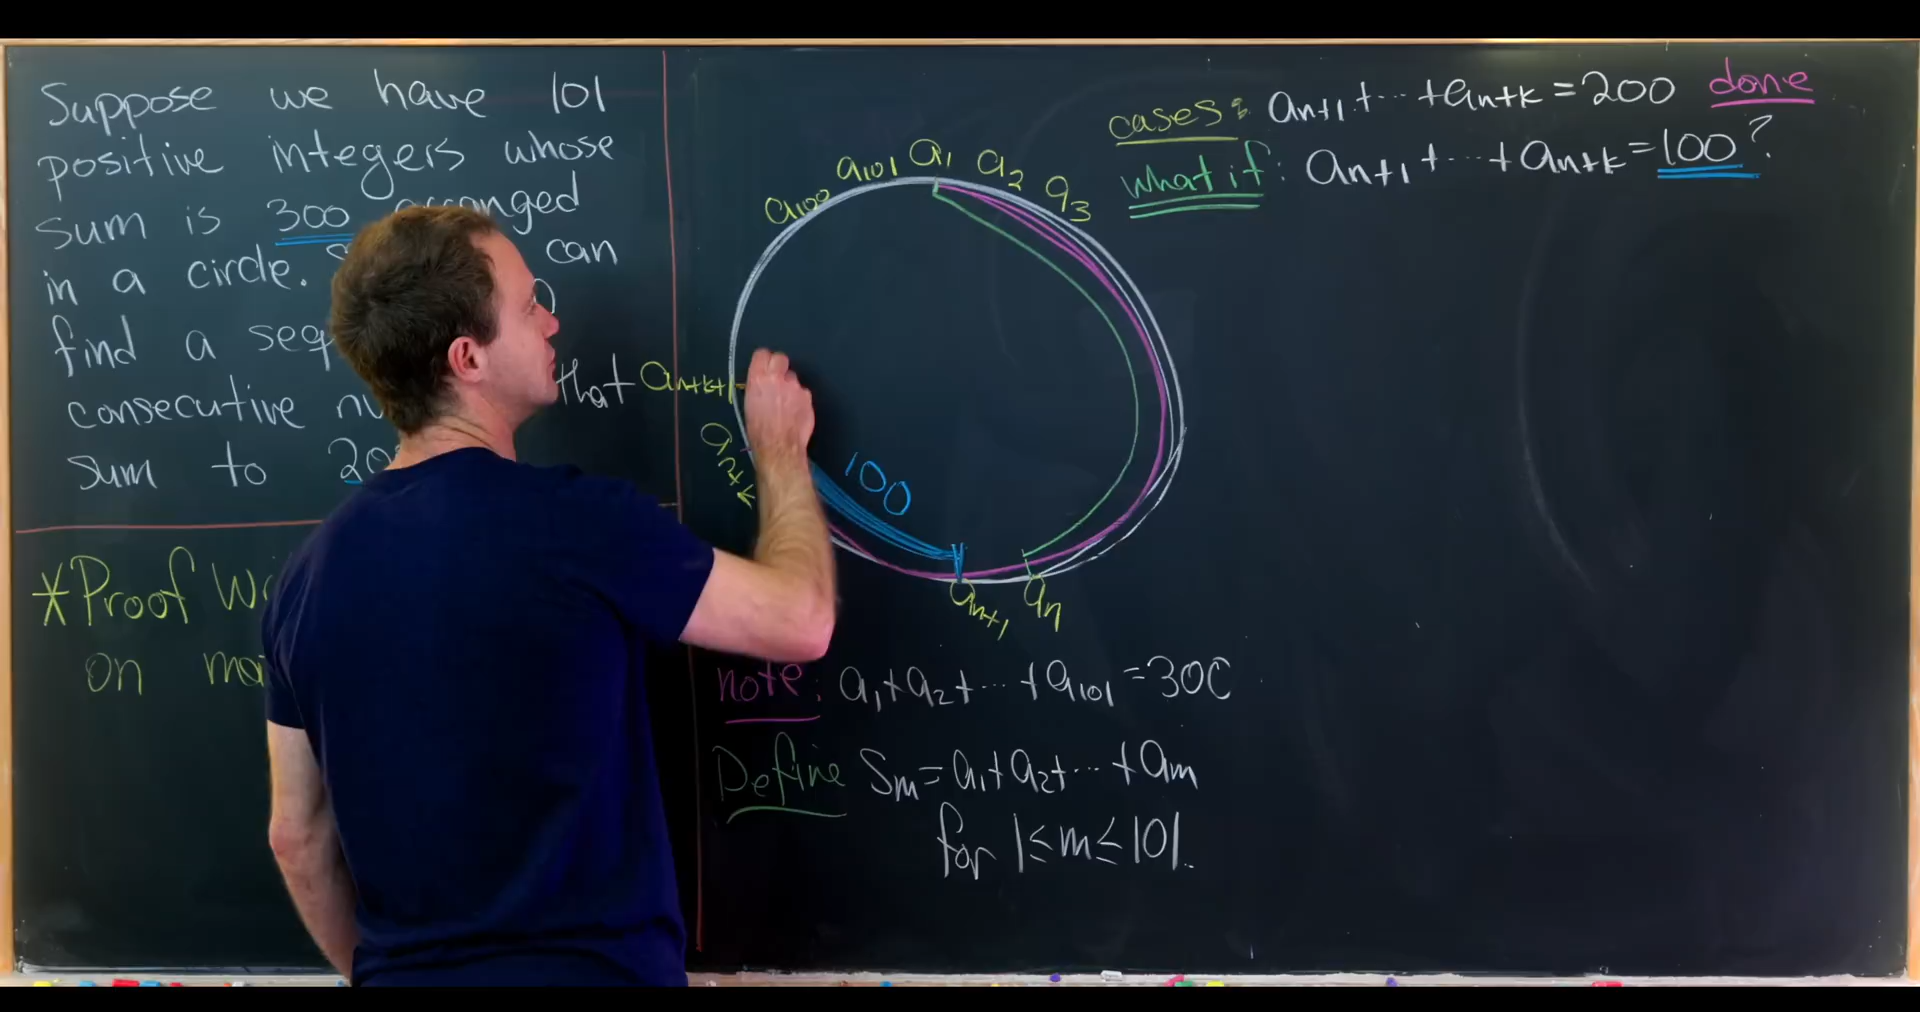 Suppose we have 101
positive integers whose
sum is 300 arranged
in a circle. can
find a seq
consecutive nu that
sum to 20
*Proof Wri
on ma
a₁₀₀ a₁₀₁ a₁ a₂ a₃
aₙ₊ₖ₊₁
aₙ₊ₖ
100
aₙ₊₁ aₙ
note: a₁+a₂+⋯+a₁₀₁=300
Define Sₘ=a₁+a₂+⋯+aₘ
for 1≤m≤101.
cases: aₙ₊₁+⋯+aₙ₊ₖ=200 done
what if: aₙ₊₁+⋯+aₙ₊ₖ=100?